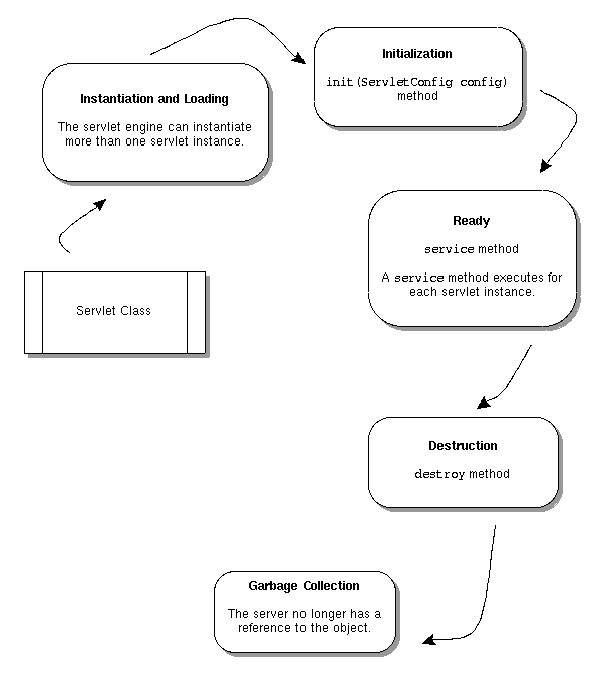 Instantiation and Loading
The servlet engine can instantiate
more than one servlet instance.
Initialization
init (ServletConfig config)
method
Ready
service method
A service method executes for
each servlet instance.
Servlet Class
Destruction
destroy method
Garbage Collection
The server no longer has a
reference to the object.